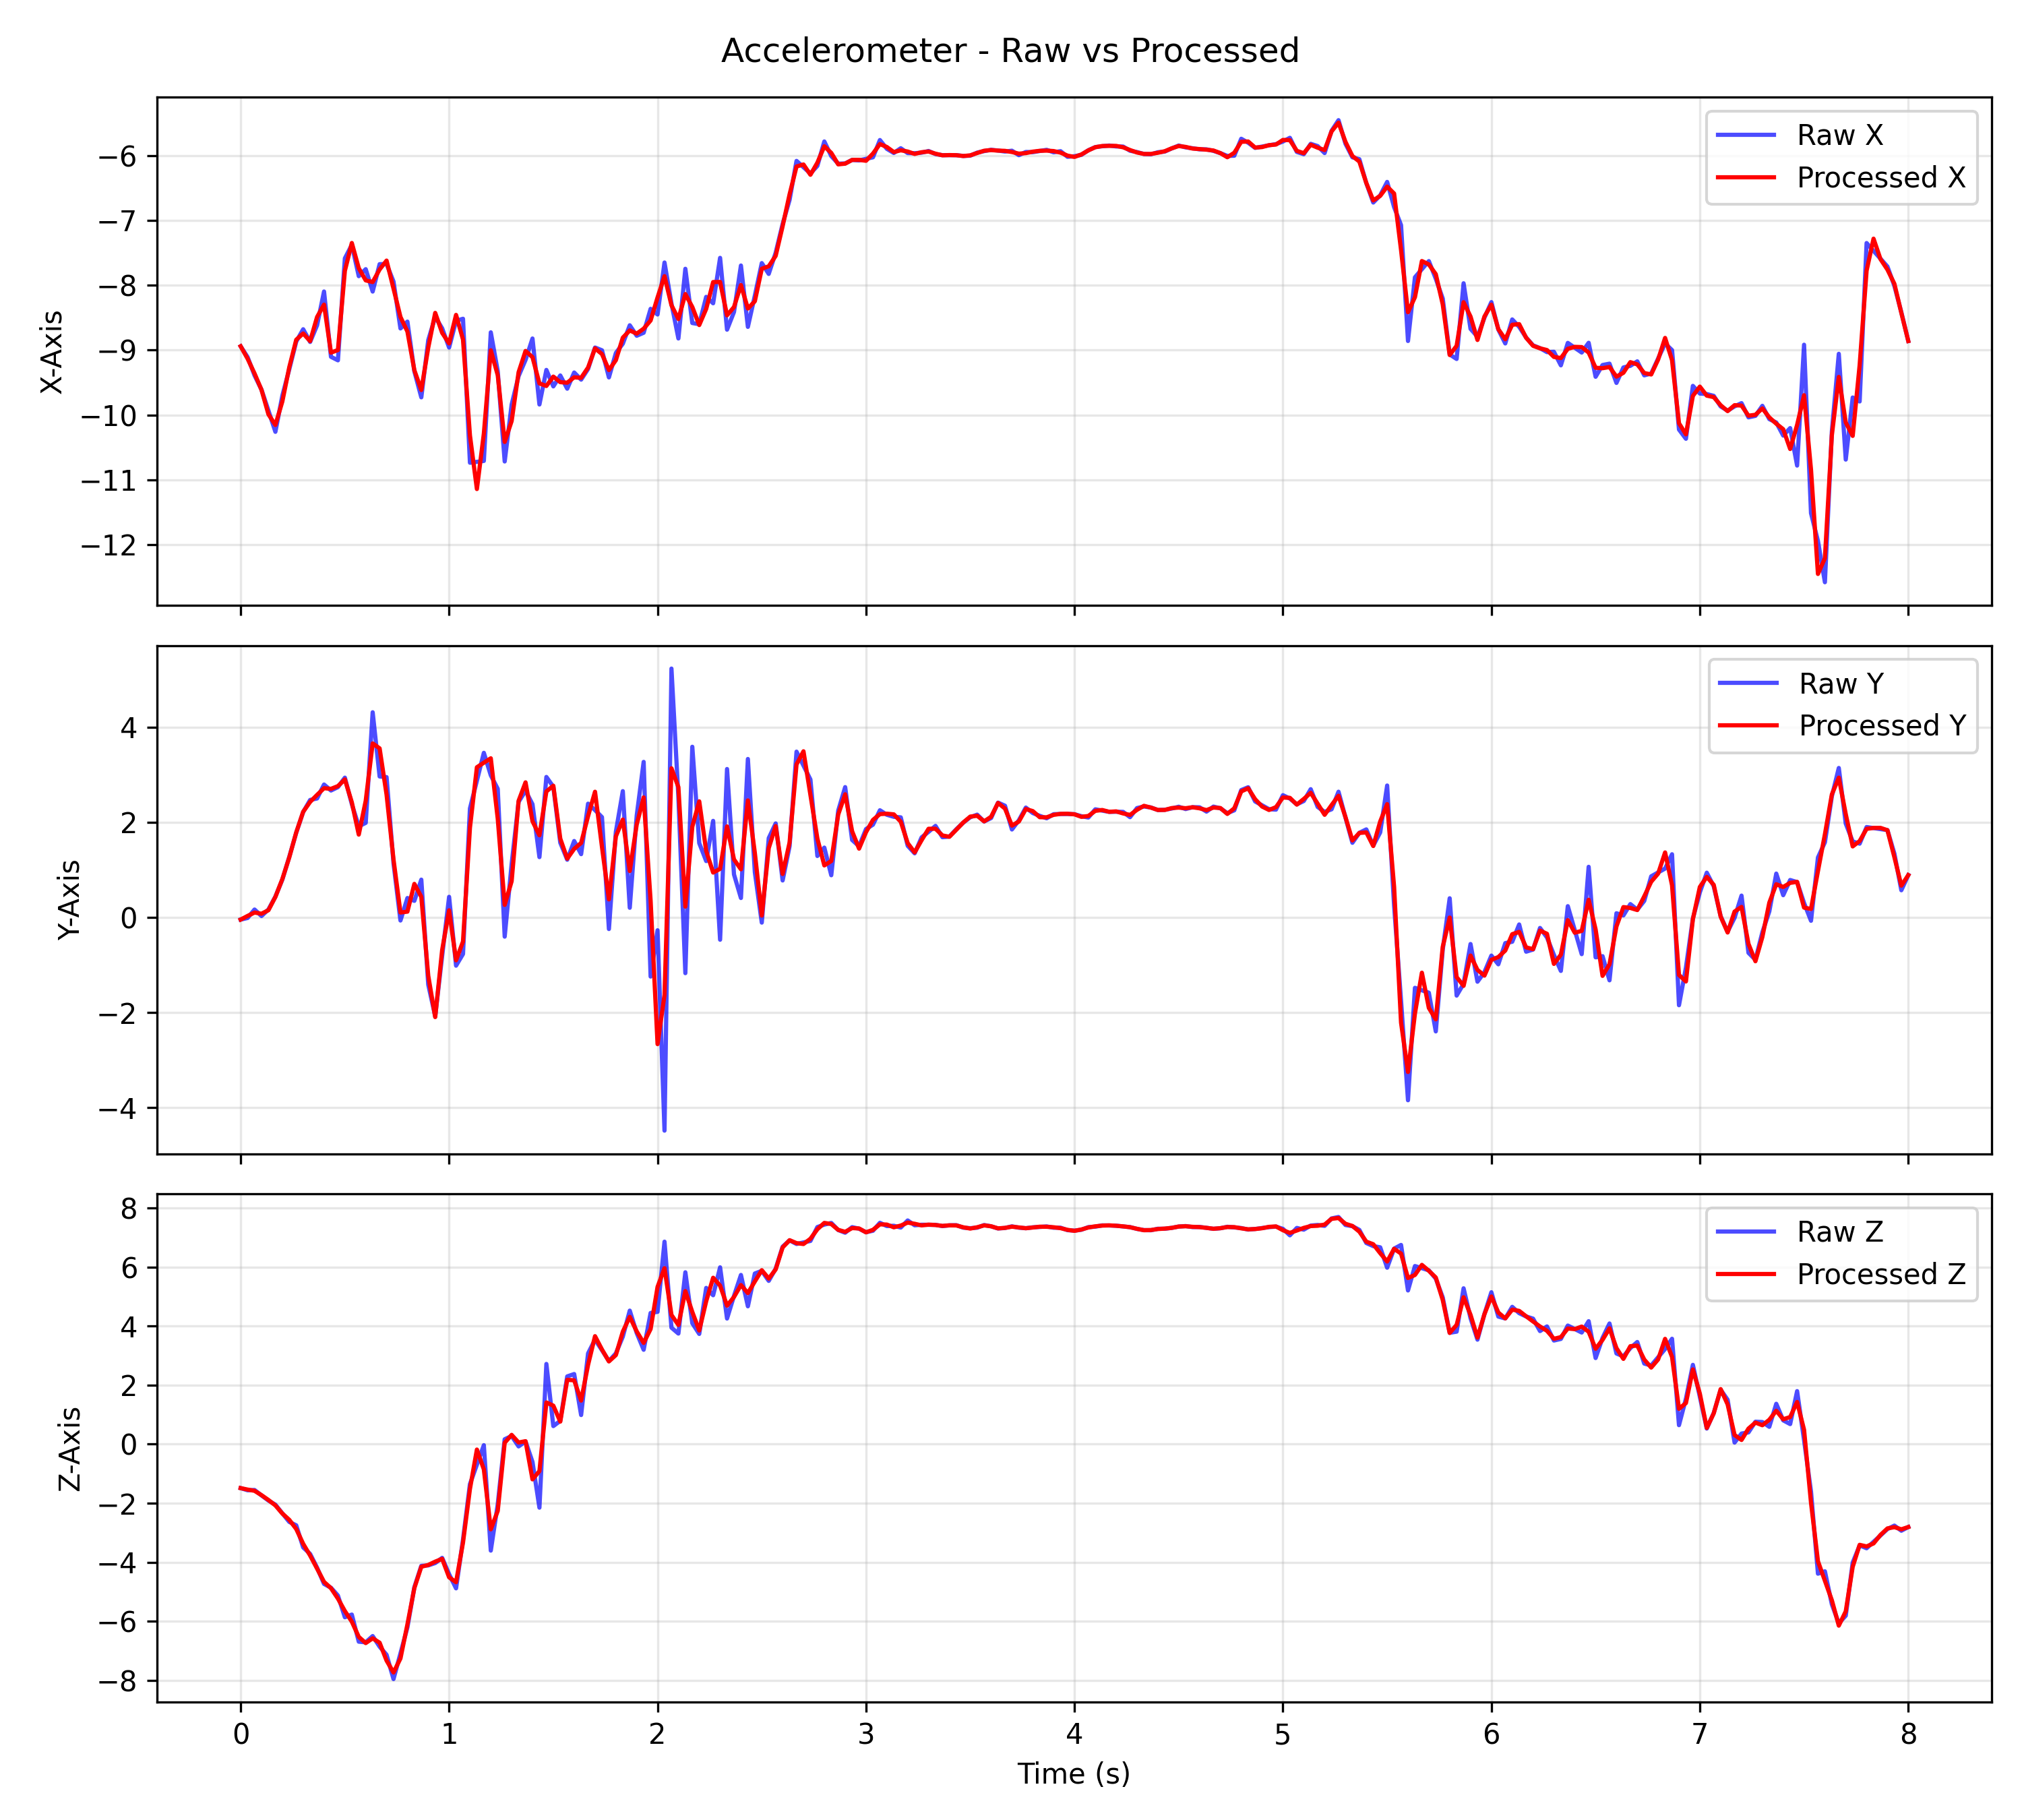 Accelerometer - Raw vs Processed
X-Axis
−6
−7
−8
−9
−10
−11
−12
Raw X
Processed X
Y-Axis
4
2
0
−2
−4
Raw Y
Processed Y
Z-Axis
8
6
4
2
0
−2
−4
−6
−8
Raw Z
Processed Z
0 1 2 3 4 5 6 7 8
Time (s)